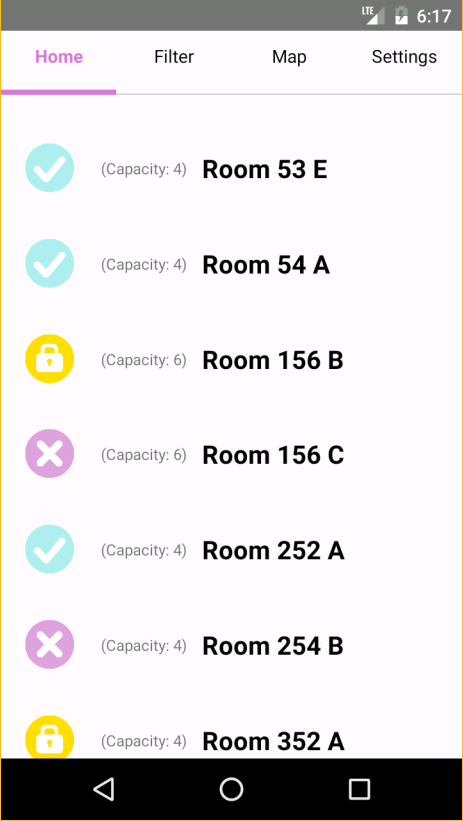 LTE 6:17
Home Filter Map Settings
(Capacity: 4) Room 53 E
(Capacity: 4) Room 54 A
(Capacity: 6) Room 156 B
(Capacity: 6) Room 156 C
(Capacity: 4) Room 252 A
(Capacity: 4) Room 254 B
(Capacity: 4) Room 352 A